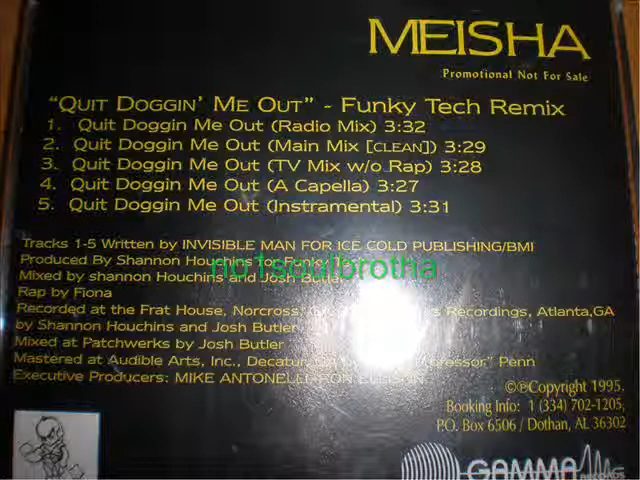 MEISHA
Promotional Not For Sale
"QUIT DOGGIN' ME OUT" - Funky Tech Remix
1. Quit Doggin Me Out (Radio Mix) 3:32
2. Quit Doggin Me Out (Main Mix [CLEAN]) 3:29
3. Quit Doggin Me Out (TV Mix w/o Rap) 3:28
4. Quit Doggin Me Out (A Capella) 3:27
5. Quit Doggin Me Out (Instramental) 3:31
Tracks 1-5 Written by INVISIBLE MAN FOR ICE COLD PUBLISHING/BMI
Produced By Shannon Houchins for Funky
no1soulbrotha
Mixed by shannon Houchins and Josh Butler
Rap by Fiona
Recorded at the Frat House, Norcross, Recordings, Atlanta,GA
by Shannon Houchins and Josh Butler
Mixed at Patchwerks by Josh Butler
Mastered at Audible Arts, Inc., Decatur, Penn
Executive Producers: MIKE ANTONELLI,
©℗Copyright 1995.
Booking Info: 1 (334) 702-1205,
P.O. Box 6506 / Dothan, AL 36302
GAMMA
RECORDS